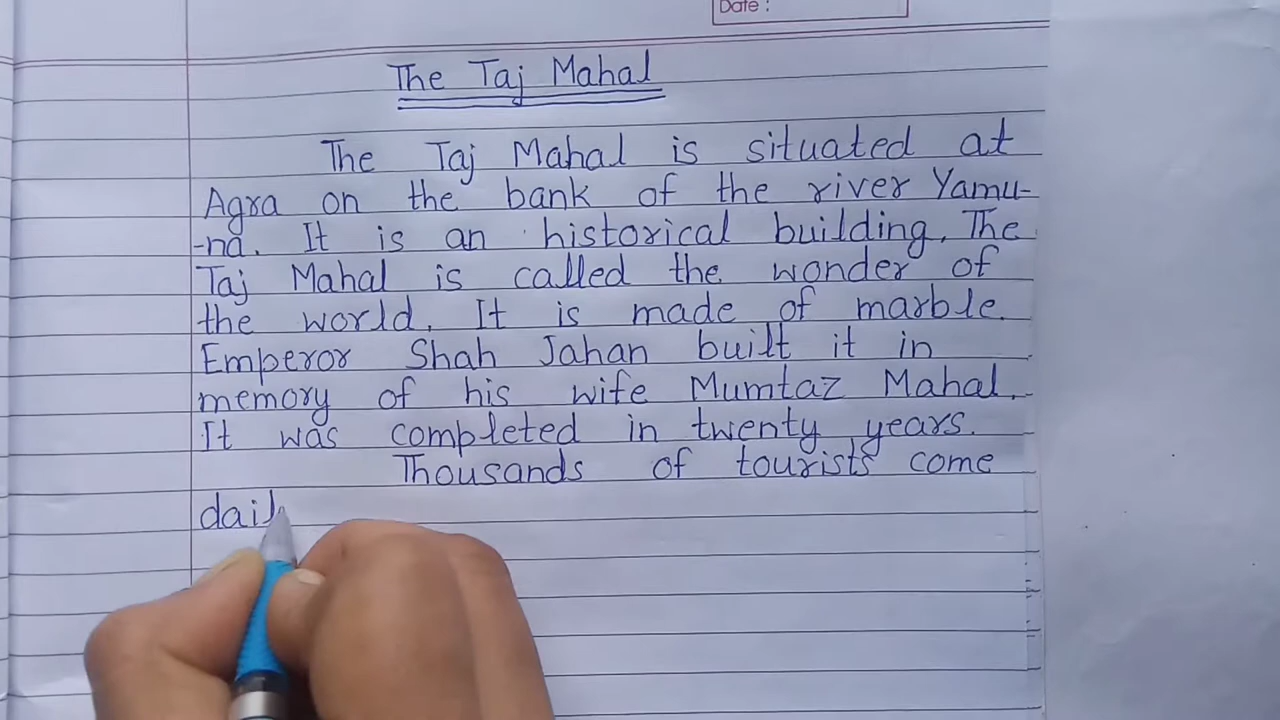 Date :
The Taj Mahal
The Taj Mahal is situated at
Agra on the bank of the river Yamu-
-na. It is an historical building. The
Taj Mahal is called the wonder of
the world. It is made of marble.
Emperor Shah Jahan built it in
memory of his wife Mumtaz Mahal.
It was completed in twenty years.
Thousands of tourists come
dail